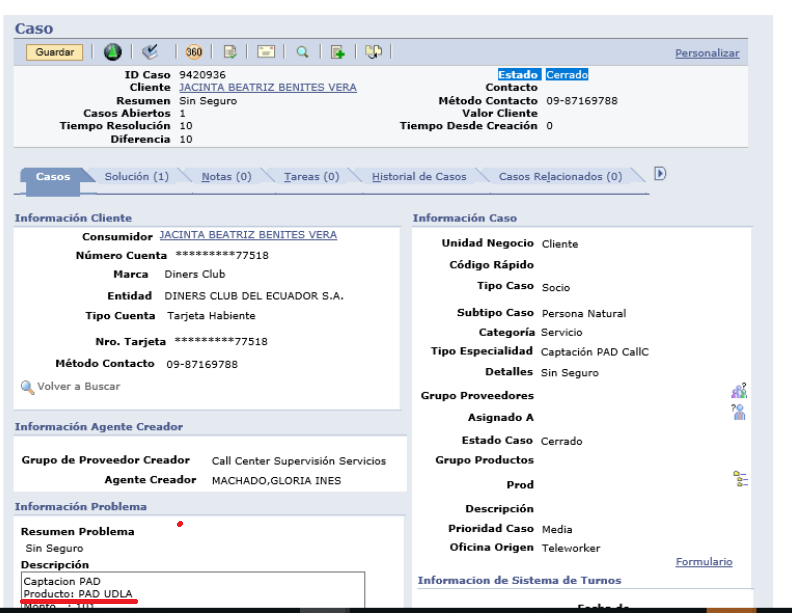 Caso
Guardar 360 Personalizar
ID Caso 9420936
Cliente JACINTA BEATRIZ BENITES VERA
Resumen Sin Seguro
Casos Abiertos 1
Tiempo Resolución 10
Diferencia 10
Estado Cerrado
Contacto
Método Contacto 09-87169788
Valor Cliente
Tiempo Desde Creación 0
Casos Solución (1) Notas (0) Tareas (0) Historial de Casos Casos Relacionados (0)
Información Cliente
Consumidor JACINTA BEATRIZ BENITES VERA
Número Cuenta *********77518
Marca Diners Club
Entidad DINERS CLUB DEL ECUADOR S.A.
Tipo Cuenta Tarjeta Habiente
Nro. Tarjeta *********77518
Método Contacto 09-87169788
Volver a Buscar
Información Agente Creador
Grupo de Proveedor Creador Call Center Supervisión Servicios
Agente Creador MACHADO,GLORIA INES
Información Problema
Resumen Problema
Sin Seguro
Descripción
Captacion PAD
Producto: PAD UDLA
Monto : 101
Información Caso
Unidad Negocio Cliente
Código Rápido
Tipo Caso Socio
Subtipo Caso Persona Natural
Categoría Servicio
Tipo Especialidad Captación PAD CallC
Detalles Sin Seguro
Grupo Proveedores
Asignado A
Estado Caso Cerrado
Grupo Productos
Prod
Descripción
Prioridad Caso Media
Oficina Origen Teleworker
Formulario
Informacion de Sistema de Turnos
Fecha de